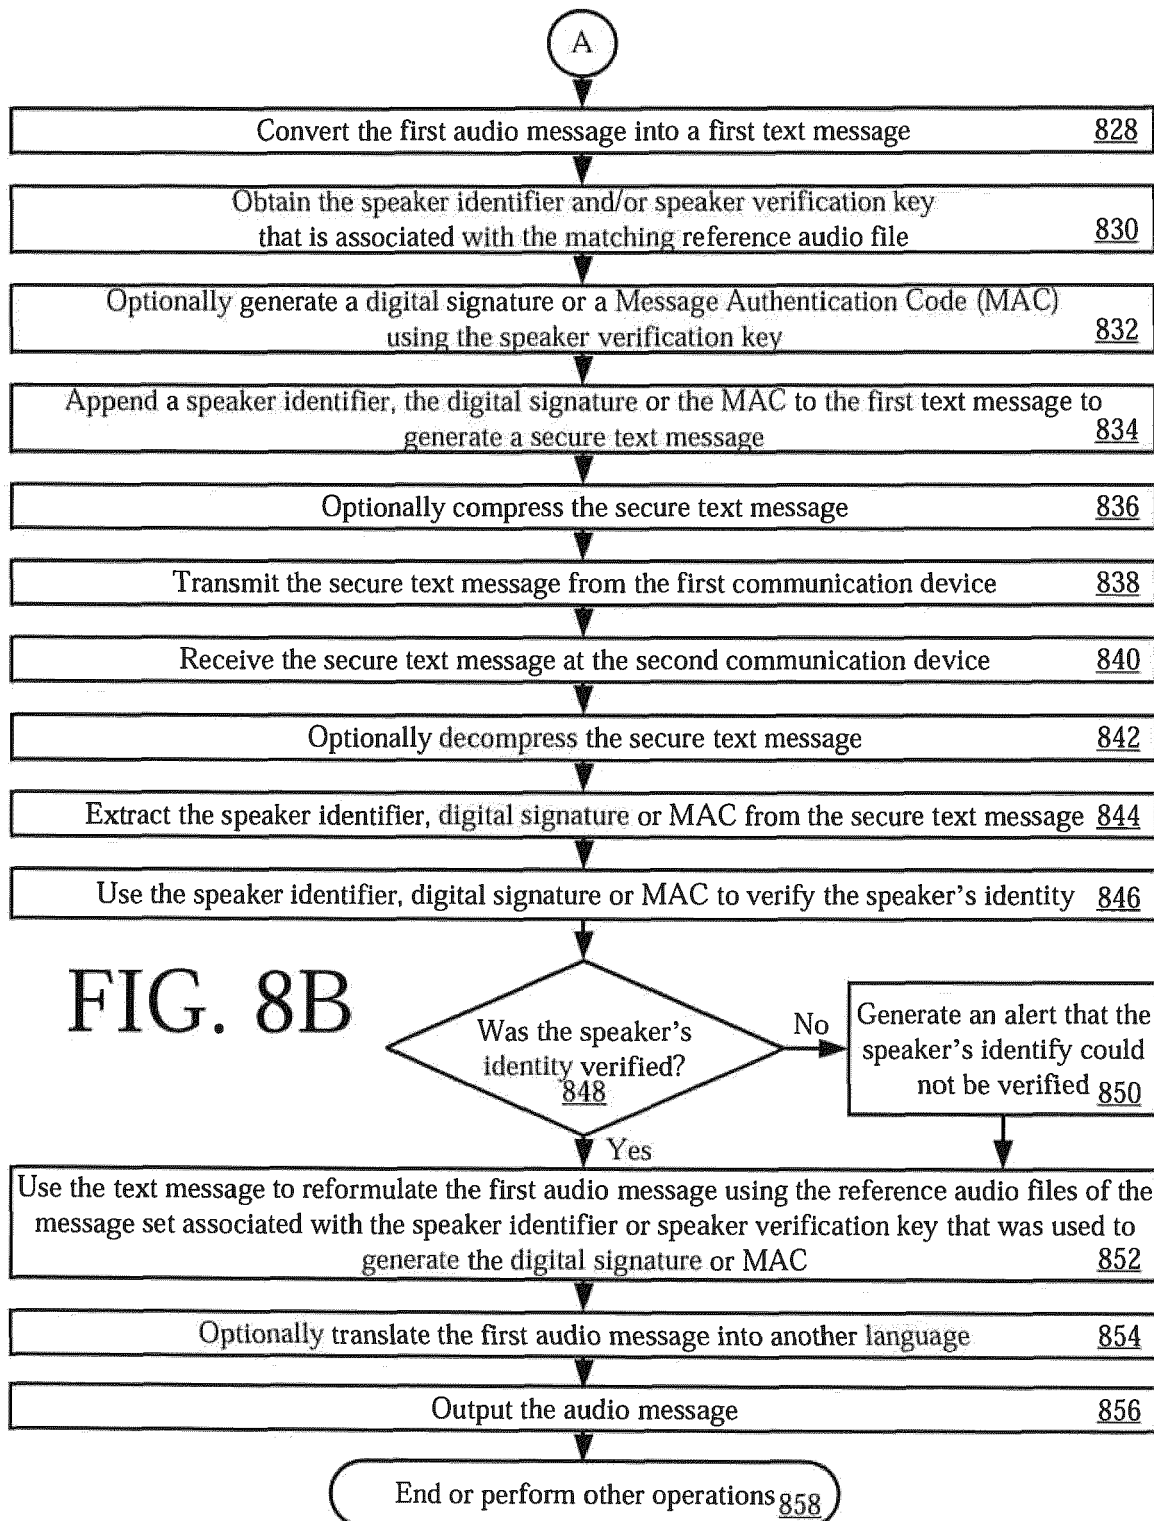 A
Convert the first audio message into a first text message 828
Obtain the speaker identifier and/or speaker verification key
that is associated with the matching reference audio file 830
Optionally generate a digital signature or a Message Authentication Code (MAC)
using the speaker verification key 832
Append a speaker identifier, the digital signature or the MAC to the first text message to
generate a secure text message 834
Optionally compress the secure text message 836
Transmit the secure text message from the first communication device 838
Receive the secure text message at the second communication device 840
Optionally decompress the secure text message 842
Extract the speaker identifier, digital signature or MAC from the secure text message 844
Use the speaker identifier, digital signature or MAC to verify the speaker's identity 846
FIG. 8B
Was the speaker's
identity verified?
848
No
Generate an alert that the
speaker's identify could
not be verified 850
Yes
Use the text message to reformulate the first audio message using the reference audio files of the
message set associated with the speaker identifier or speaker verification key that was used to
generate the digital signature or MAC 852
Optionally translate the first audio message into another language 854
Output the audio message 856
End or perform other operations 858